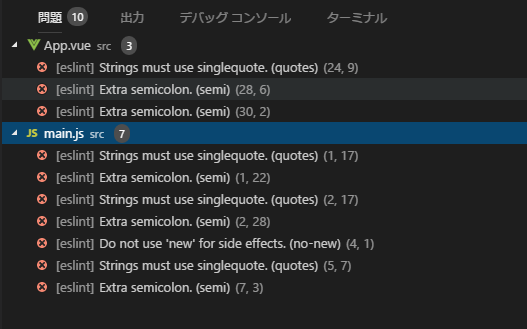 問題 10 出力 デバッグ コンソール ターミナル
App.vue src 3
[eslint] Strings must use singlequote. (quotes) (24, 9)
[eslint] Extra semicolon. (semi) (28, 6)
[eslint] Extra semicolon. (semi) (30, 2)
JS main.js src 7
[eslint] Strings must use singlequote. (quotes) (1, 17)
[eslint] Extra semicolon. (semi) (1, 22)
[eslint] Strings must use singlequote. (quotes) (2, 17)
[eslint] Extra semicolon. (semi) (2, 28)
[eslint] Do not use 'new' for side effects. (no-new) (4, 1)
[eslint] Strings must use singlequote. (quotes) (5, 7)
[eslint] Extra semicolon. (semi) (7, 3)